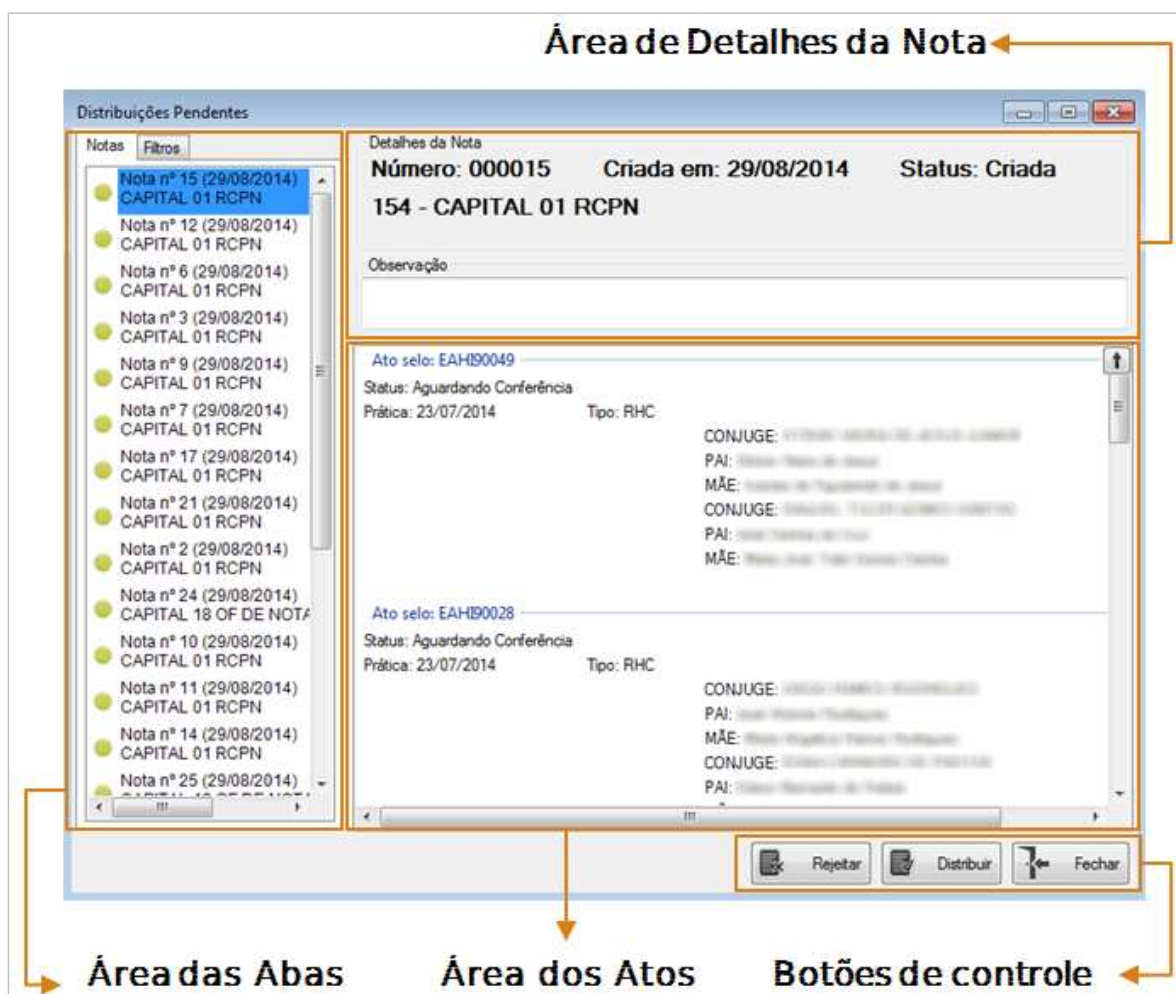 Área de Detalhes da Nota
Distribuições Pendentes
Notas Filtros
Nota nº 15 (29/08/2014)
CAPITAL 01 RCPN
Nota nº 12 (29/08/2014)
CAPITAL 01 RCPN
Nota nº 6 (29/08/2014)
CAPITAL 01 RCPN
Nota nº 3 (29/08/2014)
CAPITAL 01 RCPN
Nota nº 9 (29/08/2014)
CAPITAL 01 RCPN
Nota nº 7 (29/08/2014)
CAPITAL 01 RCPN
Nota nº 17 (29/08/2014)
CAPITAL 01 RCPN
Nota nº 21 (29/08/2014)
CAPITAL 01 RCPN
Nota nº 2 (29/08/2014)
CAPITAL 01 RCPN
Nota nº 24 (29/08/2014)
CAPITAL 18 OF DE NOTA
Nota nº 10 (29/08/2014)
CAPITAL 01 RCPN
Nota nº 11 (29/08/2014)
CAPITAL 01 RCPN
Nota nº 14 (29/08/2014)
CAPITAL 01 RCPN
Nota nº 25 (29/08/2014)
Detalhes da Nota
Número: 000015 Criada em: 29/08/2014 Status: Criada
154 - CAPITAL 01 RCPN
Observação
Ato selo: EAHI90049
Status: Aguardando Conferência
Prática: 23/07/2014 Tipo: RHC
CONJUGE:
PAI:
MÃE:
CONJUGE:
PAI:
MÃE:
Ato selo: EAHI90028
Status: Aguardando Conferência
Prática: 23/07/2014 Tipo: RHC
CONJUGE:
PAI:
MÃE:
CONJUGE:
PAI:
Rejeitar Distribuir Fechar
Área das Abas Área dos Atos Botões de controle